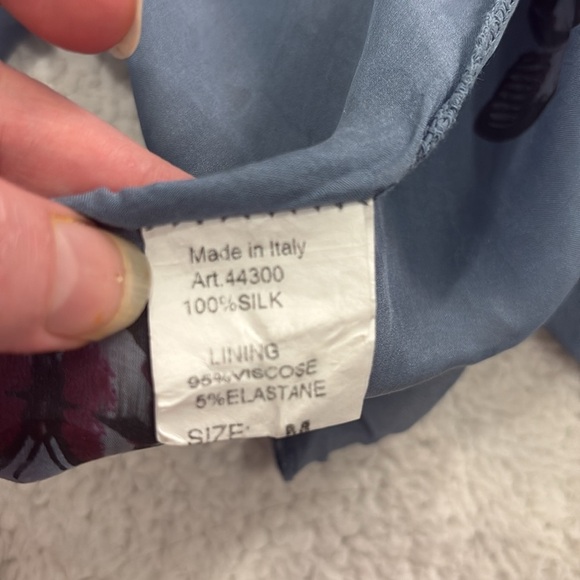 Made in Italy
Art.44300
100%SILK
LINING
95%VISCOSE
5%ELASTANE
SIZE: M